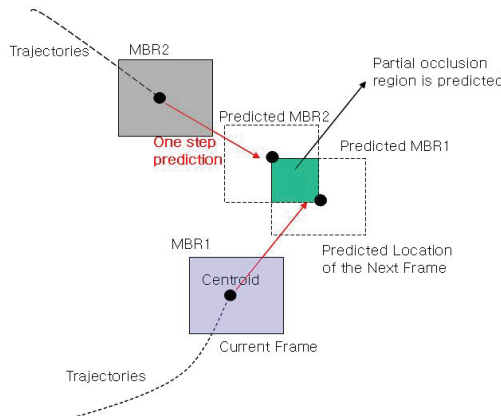 Trajectories
MBR2
Partial occlusion
region is predicted
Predicted MBR2
One step
prediction
Predicted MBR1
MBR1
Predicted Location
of the Next Frame
Centroid
Current Frame
Trajectories